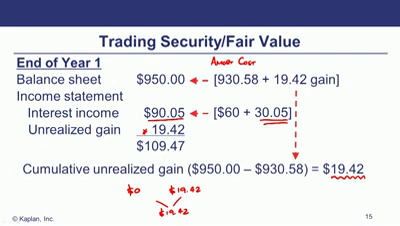 Trading Security/Fair Value
Amor Cost
End of Year 1
Balance sheet $950.00 ← – [930.58 + 19.42 gain]
Income statement
Interest income $90.05 ← – [$60 + 30.05]
Unrealized gain 19.42
$109.47
Cumulative unrealized gain ($950.00 – $930.58) = $19.42
$0 $19.42
$19.42
© Kaplan, Inc. 15